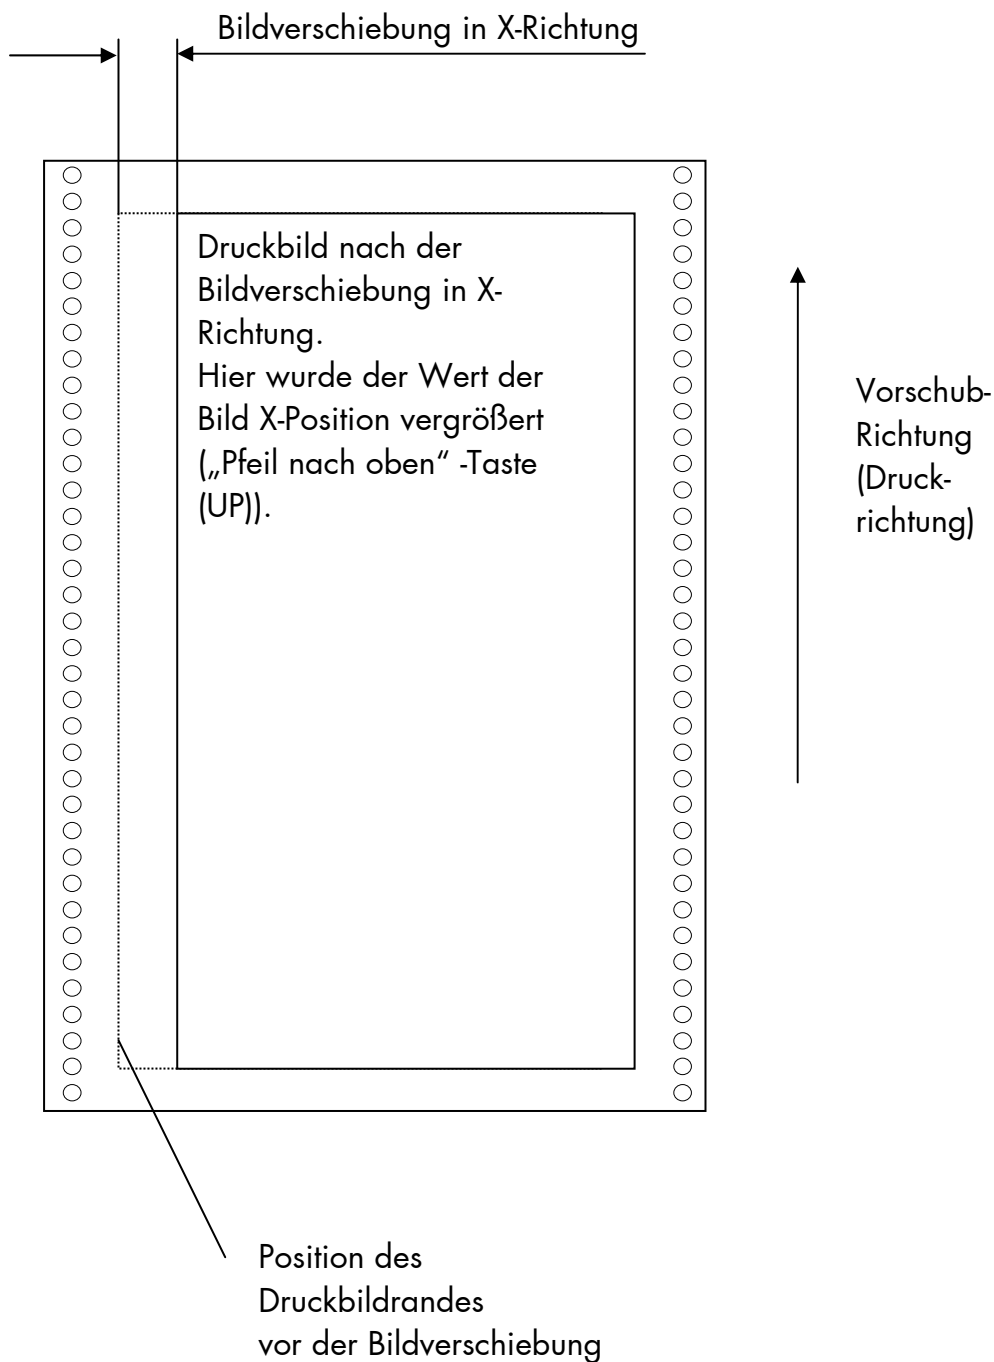 Bildverschiebung in X-Richtung
Druckbild nach der
Bildverschiebung in X-
Richtung.
Hier wurde der Wert der
Bild X-Position vergrößert
(„Pfeil nach oben“ -Taste
(UP)).
Vorschub-
Richtung
(Druck-
richtung)
Position des
Druckbildrandes
vor der Bildverschiebung